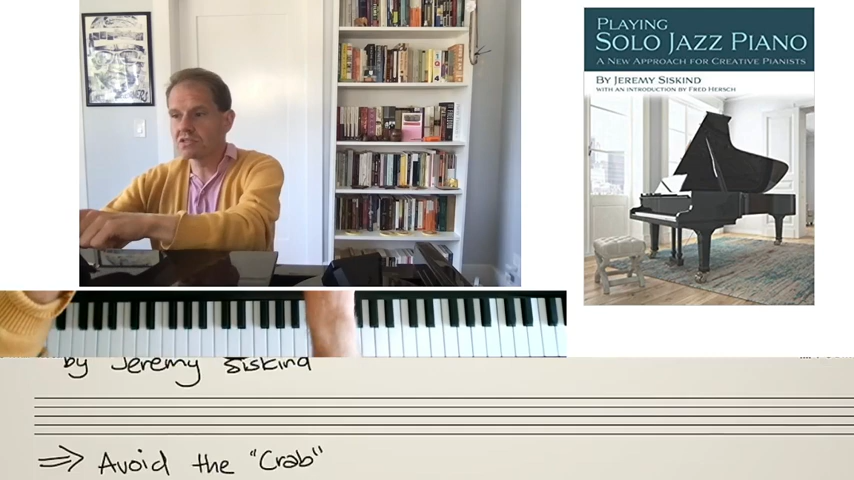 PLAYING
SOLO JAZZ PIANO
A NEW APPROACH FOR CREATIVE PIANISTS
BY JEREMY SISKIND
WITH AN INTRODUCTION BY FRED HERSCH
by Jeremy Siskind
⇒ Avoid the "Crab"